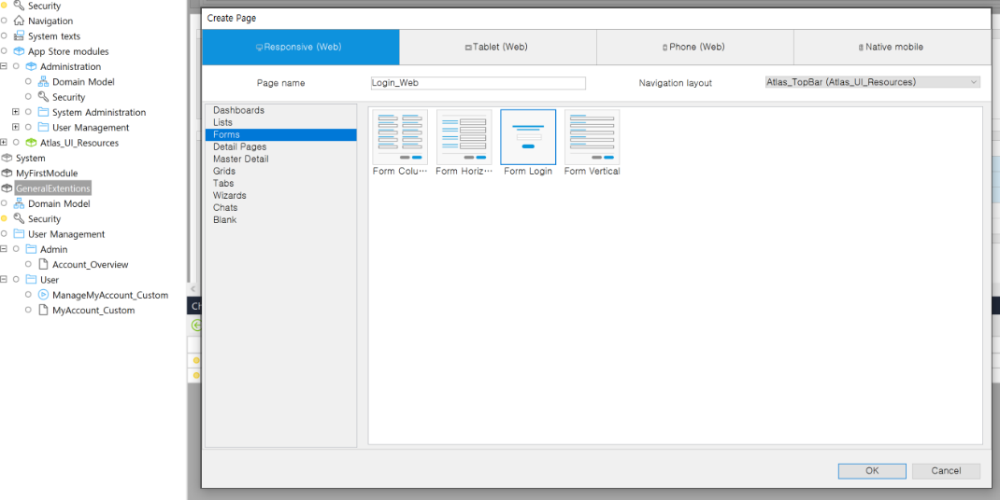 Security
Navigation
System texts
App Store modules
Administration
Domain Model
Security
System Administration
User Management
Atlas_UI_Resources
System
MyFirstModule
GeneralExtentions
Domain Model
Security
User Management
Admin
Account_Overview
User
ManageMyAccount_Custom
MyAccount_Custom
Create Page
Responsive (Web)
Tablet (Web)
Phone (Web)
Native mobile
Page name
Login_Web
Navigation layout
Atlas_TopBar (Atlas_UI_Resources)
Dashboards
Lists
Forms
Detail Pages
Master Detail
Grids
Tabs
Wizards
Chats
Blank
Form Colu···
Form Horiz···
Form Login
Form Vertical
OK
Cancel